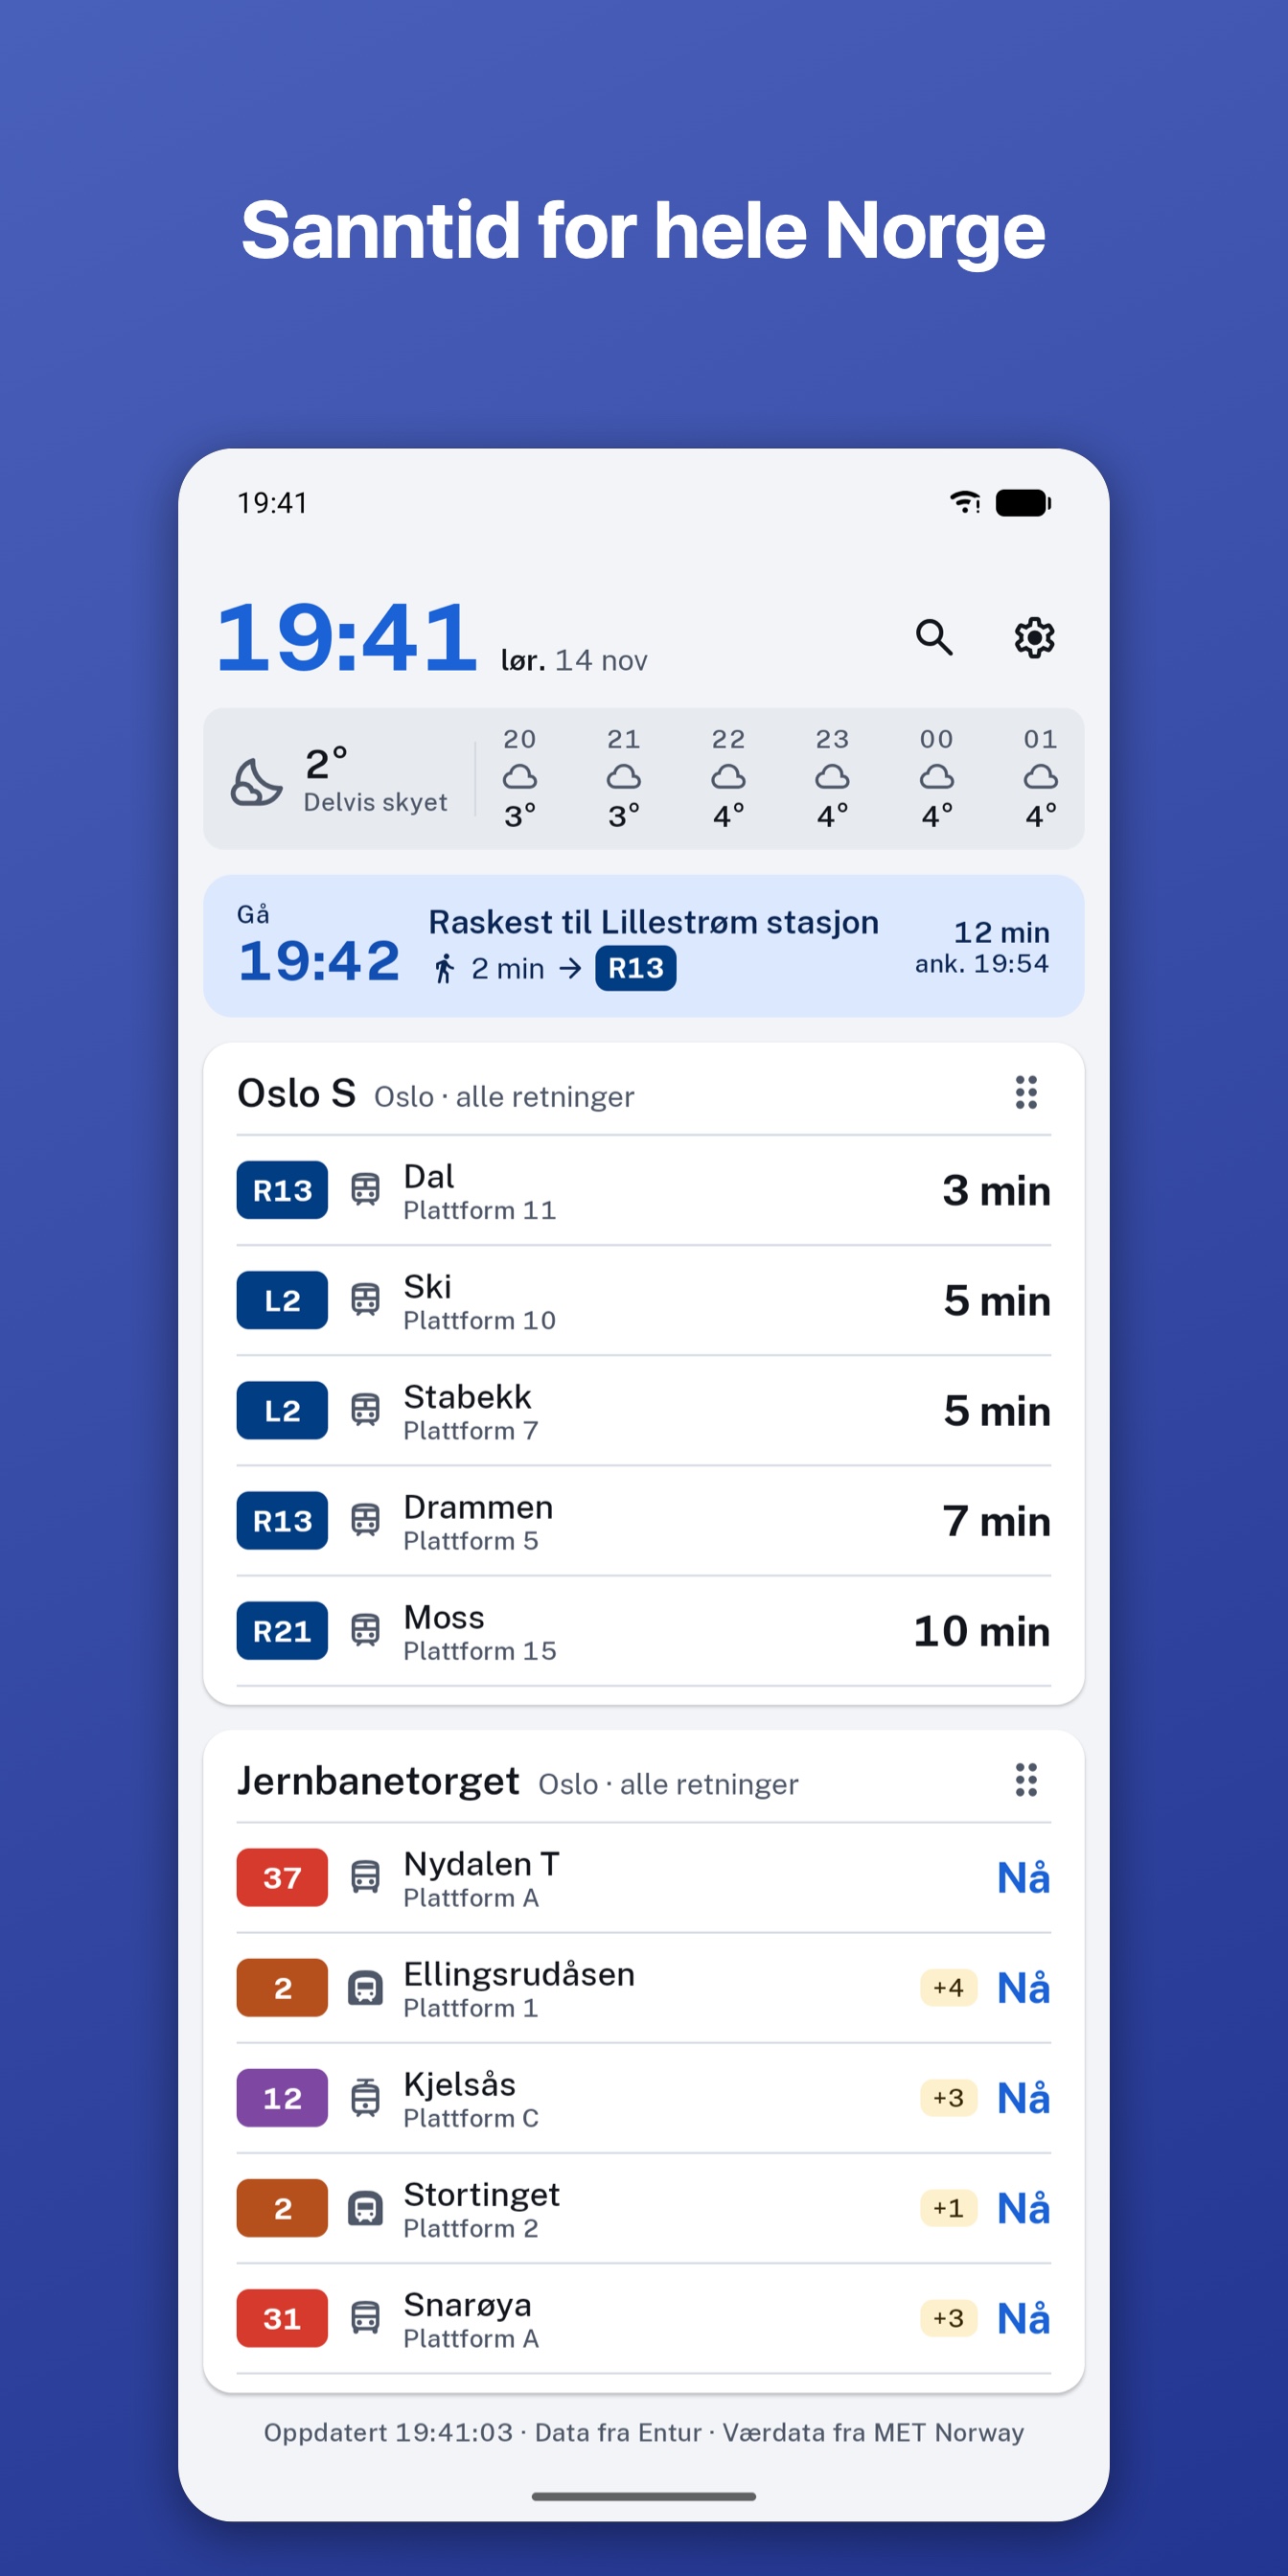 Sanntid for hele Norge
19:41
19:41 lør. 14 nov
2°
Delvis skyet
20 21 22 23 00 01
3° 3° 4° 4° 4° 4°
Gå
19:42
Raskest til Lillestrøm stasjon
2 min → R13
12 min
ank. 19:54
Oslo S Oslo · alle retninger
R13 Dal 3 min
Plattform 11
L2 Ski 5 min
Plattform 10
L2 Stabekk 5 min
Plattform 7
R13 Drammen 7 min
Plattform 5
R21 Moss 10 min
Plattform 15
Jernbanetorget Oslo · alle retninger
37 Nydalen T Nå
Plattform A
2 Ellingsrudåsen +4 Nå
Plattform 1
12 Kjelsås +3 Nå
Plattform C
2 Stortinget +1 Nå
Plattform 2
31 Snarøya +3 Nå
Plattform A
Oppdatert 19:41:03 · Data fra Entur · Værdata fra MET Norway